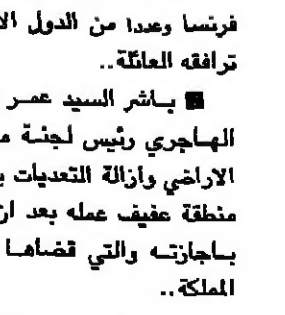 فرنسا وعددا من الدول الا
ترافقه العائلة..
■ باشر السيد عمر
الهاجري رئيس لجنة م
الاراضي وازالة التعديات ب
منطقة عفيف عمله بعد ان
باجازته والتي قضاها
المملكة..